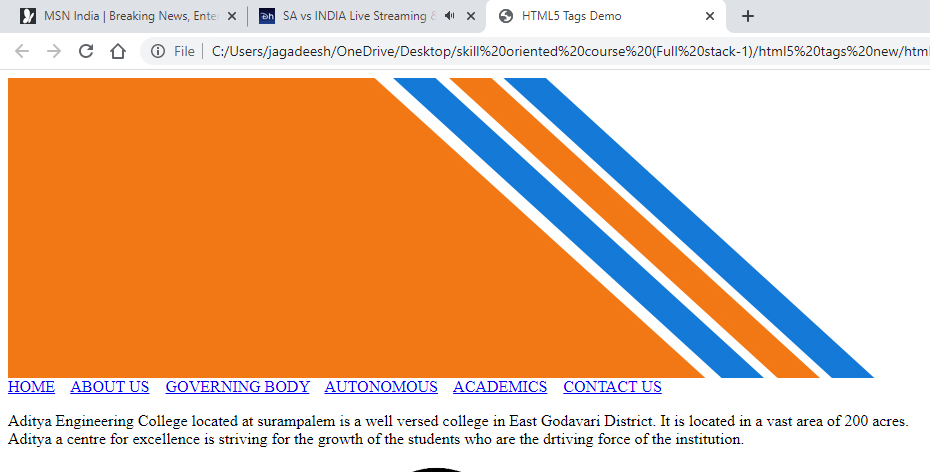 MSN India | Breaking News, Ente
SA vs INDIA Live Streaming
HTML5 Tags Demo
File
C:/Users/jagadeesh/OneDrive/Desktop/skill%20oriented%20course%20(Full%20stack-1)/html5%20tags%20new/html
HOME ABOUT US GOVERNING BODY AUTONOMOUS ACADEMICS CONTACT US
Aditya Engineering College located at surampalem is a well versed college in East Godavari District. It is located in a vast area of 200 acres.
Aditya a centre for excellence is striving for the growth of the students who are the drtiving force of the institution.